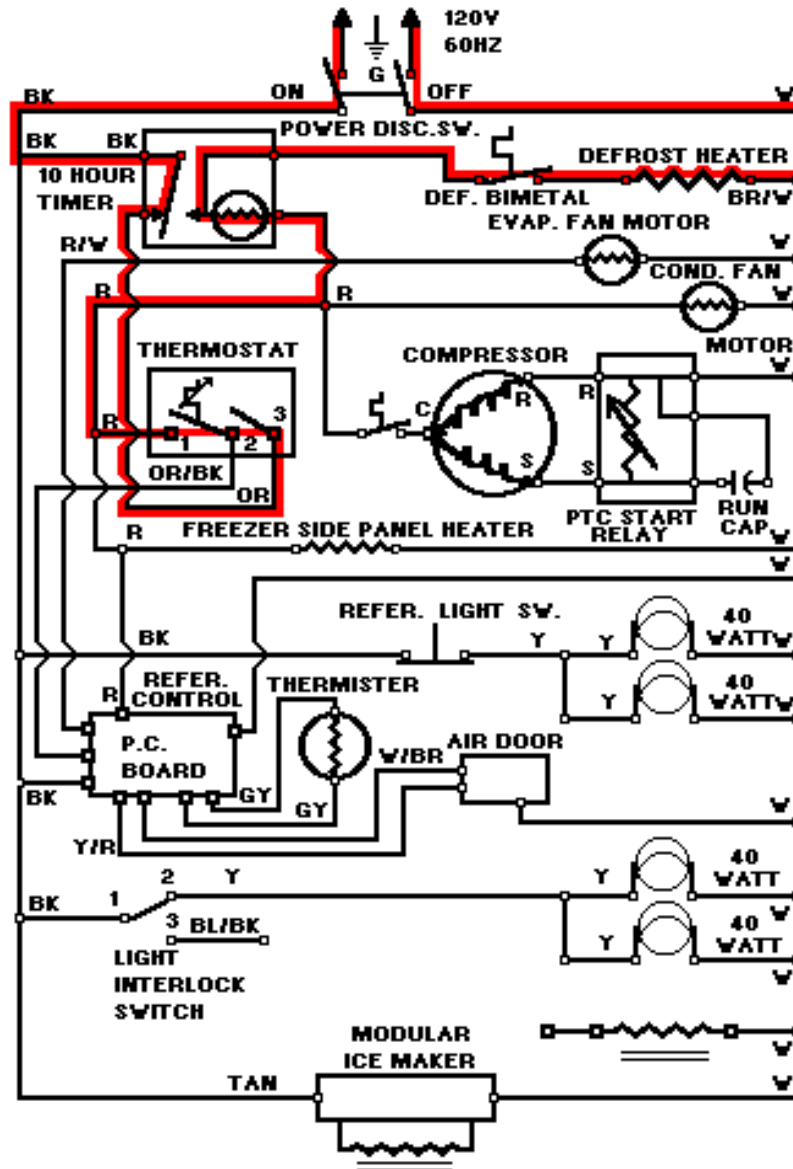 120V
60HZ
G
BK
ON
OFF
W
POWER DISC.SW.
BK
BK
10 HOUR
TIMER
DEFROST HEATER
DEF. BIMETAL
BR/W
EVAP. FAN MOTOR
R/W
W
COND. FAN
R
R
W
MOTOR
THERMOSTAT
COMPRESSOR
W
3
R
R
C
R
1
2
OR/BK
S
S
OR
RUN
CAP
PTC START
RELAY
R
FREEZER SIDE PANEL HEATER
W
W
REFER. LIGHT SW.
BK
Y
Y
40
WATT
W
REFER.
CONTROL
R
THERMISTER
Y
40
WATT
W
P.C.
BOARD
W/BR
AIR DOOR
BK
GY
GY
W
Y/R
2
Y
Y
40
WATT
BK
1
W
3
BL/BK
Y
40
WATT
LIGHT
INTERLOCK
SWITCH
W
MODULAR
ICE MAKER
W
TAN
W